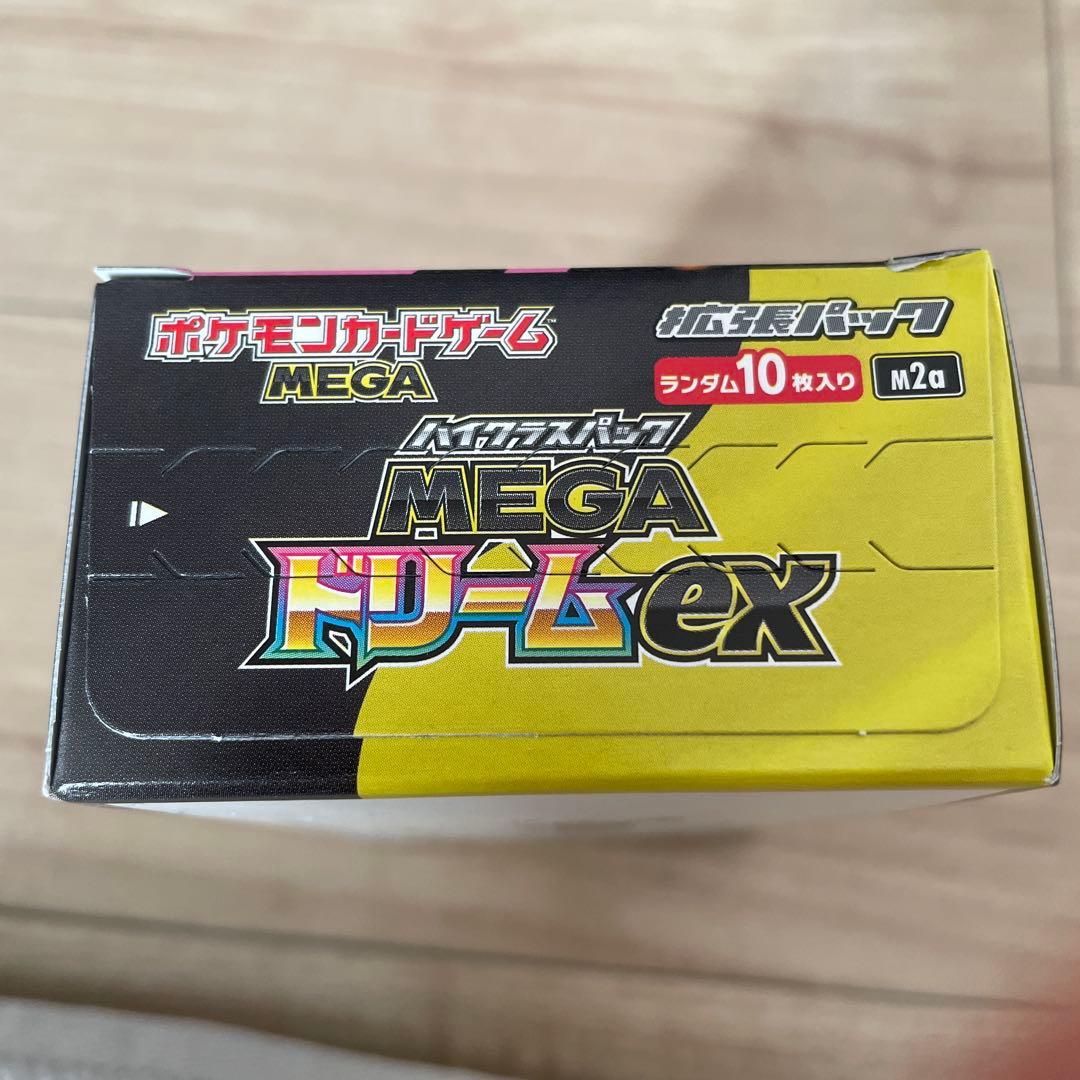 ポケモンカードゲーム™
MEGA
拡張パック
ランダム10枚入り
M2a
ハイクラスパック
MEGA
ドリームex